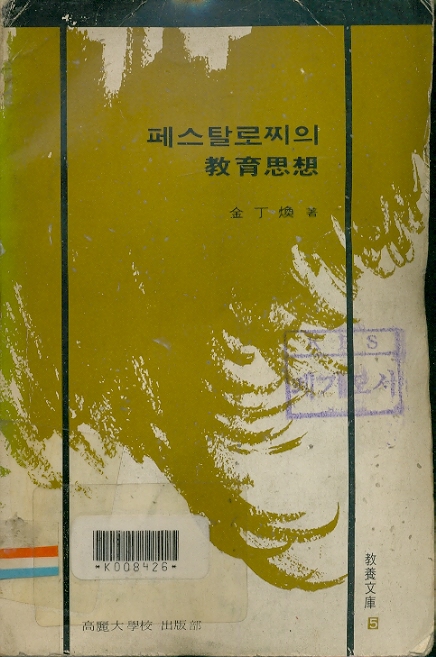 페스탈로찌의
教育思想
金丁煥 著
KJS
폐기도서
*K008426*
教養文庫 5
高麗大學校 出版部